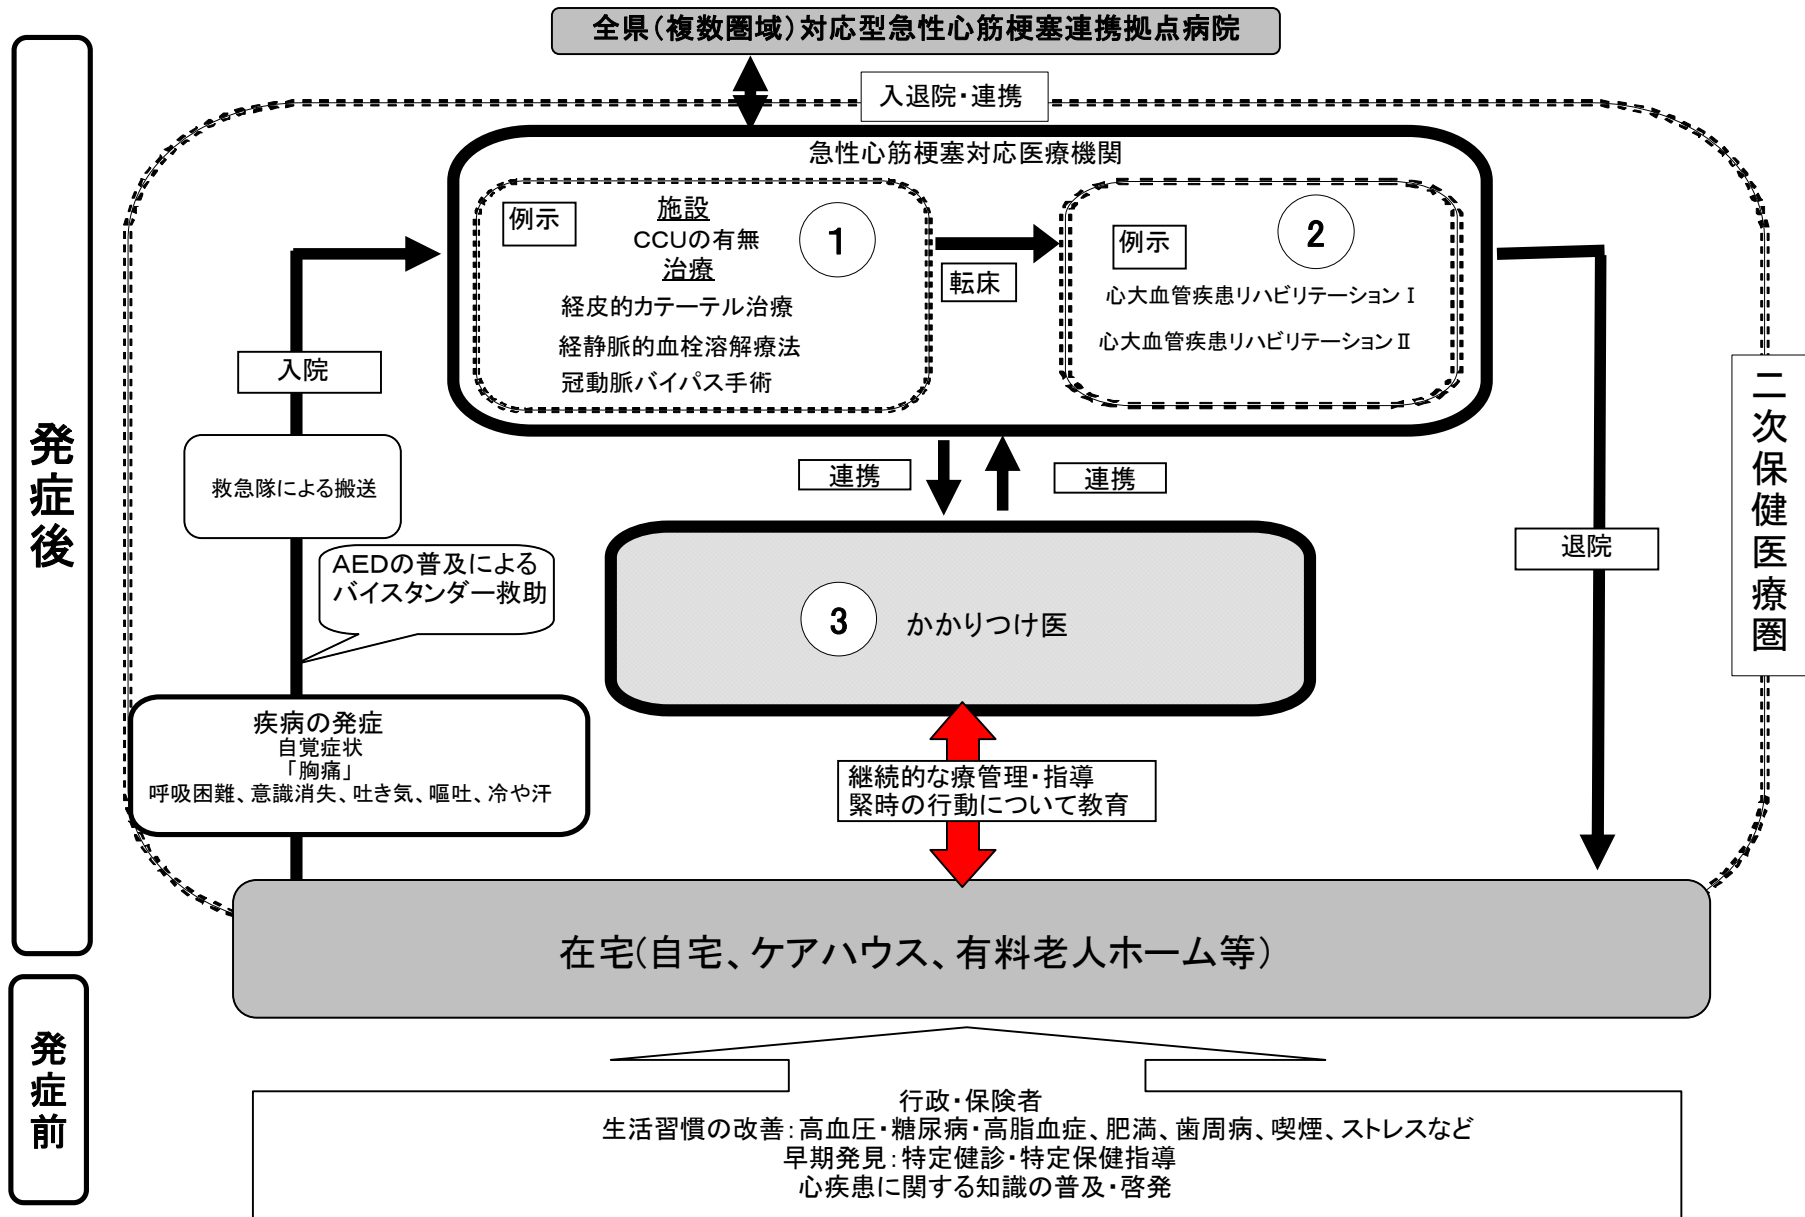 全県(複数圏域)対応型急性心筋梗塞連携拠点病院
入退院・連携
発症後
急性心筋梗塞対応医療機関
例示
施設
CCUの有無
治療
1
経皮的カテーテル治療
経静脈的血栓溶解療法
冠動脈バイパス手術
転床
例示
2
心大血管疾患リハビリテーションⅠ
心大血管疾患リハビリテーションⅡ
入院
救急隊による搬送
AEDの普及による
バイスタンダー救助
連携
連携
二次保健医療圏
退院
3
かかりつけ医
疾病の発症
自覚症状
「胸痛」
呼吸困難、意識消失、吐き気、嘔吐、冷や汗
継続的な療管理・指導
緊時の行動について教育
在宅(自宅、ケアハウス、有料老人ホーム等)
発症前
行政・保険者
生活習慣の改善:高血圧・糖尿病・高脂血症、肥満、歯周病、喫煙、ストレスなど
早期発見:特定健診・特定保健指導
心疾患に関する知識の普及・啓発